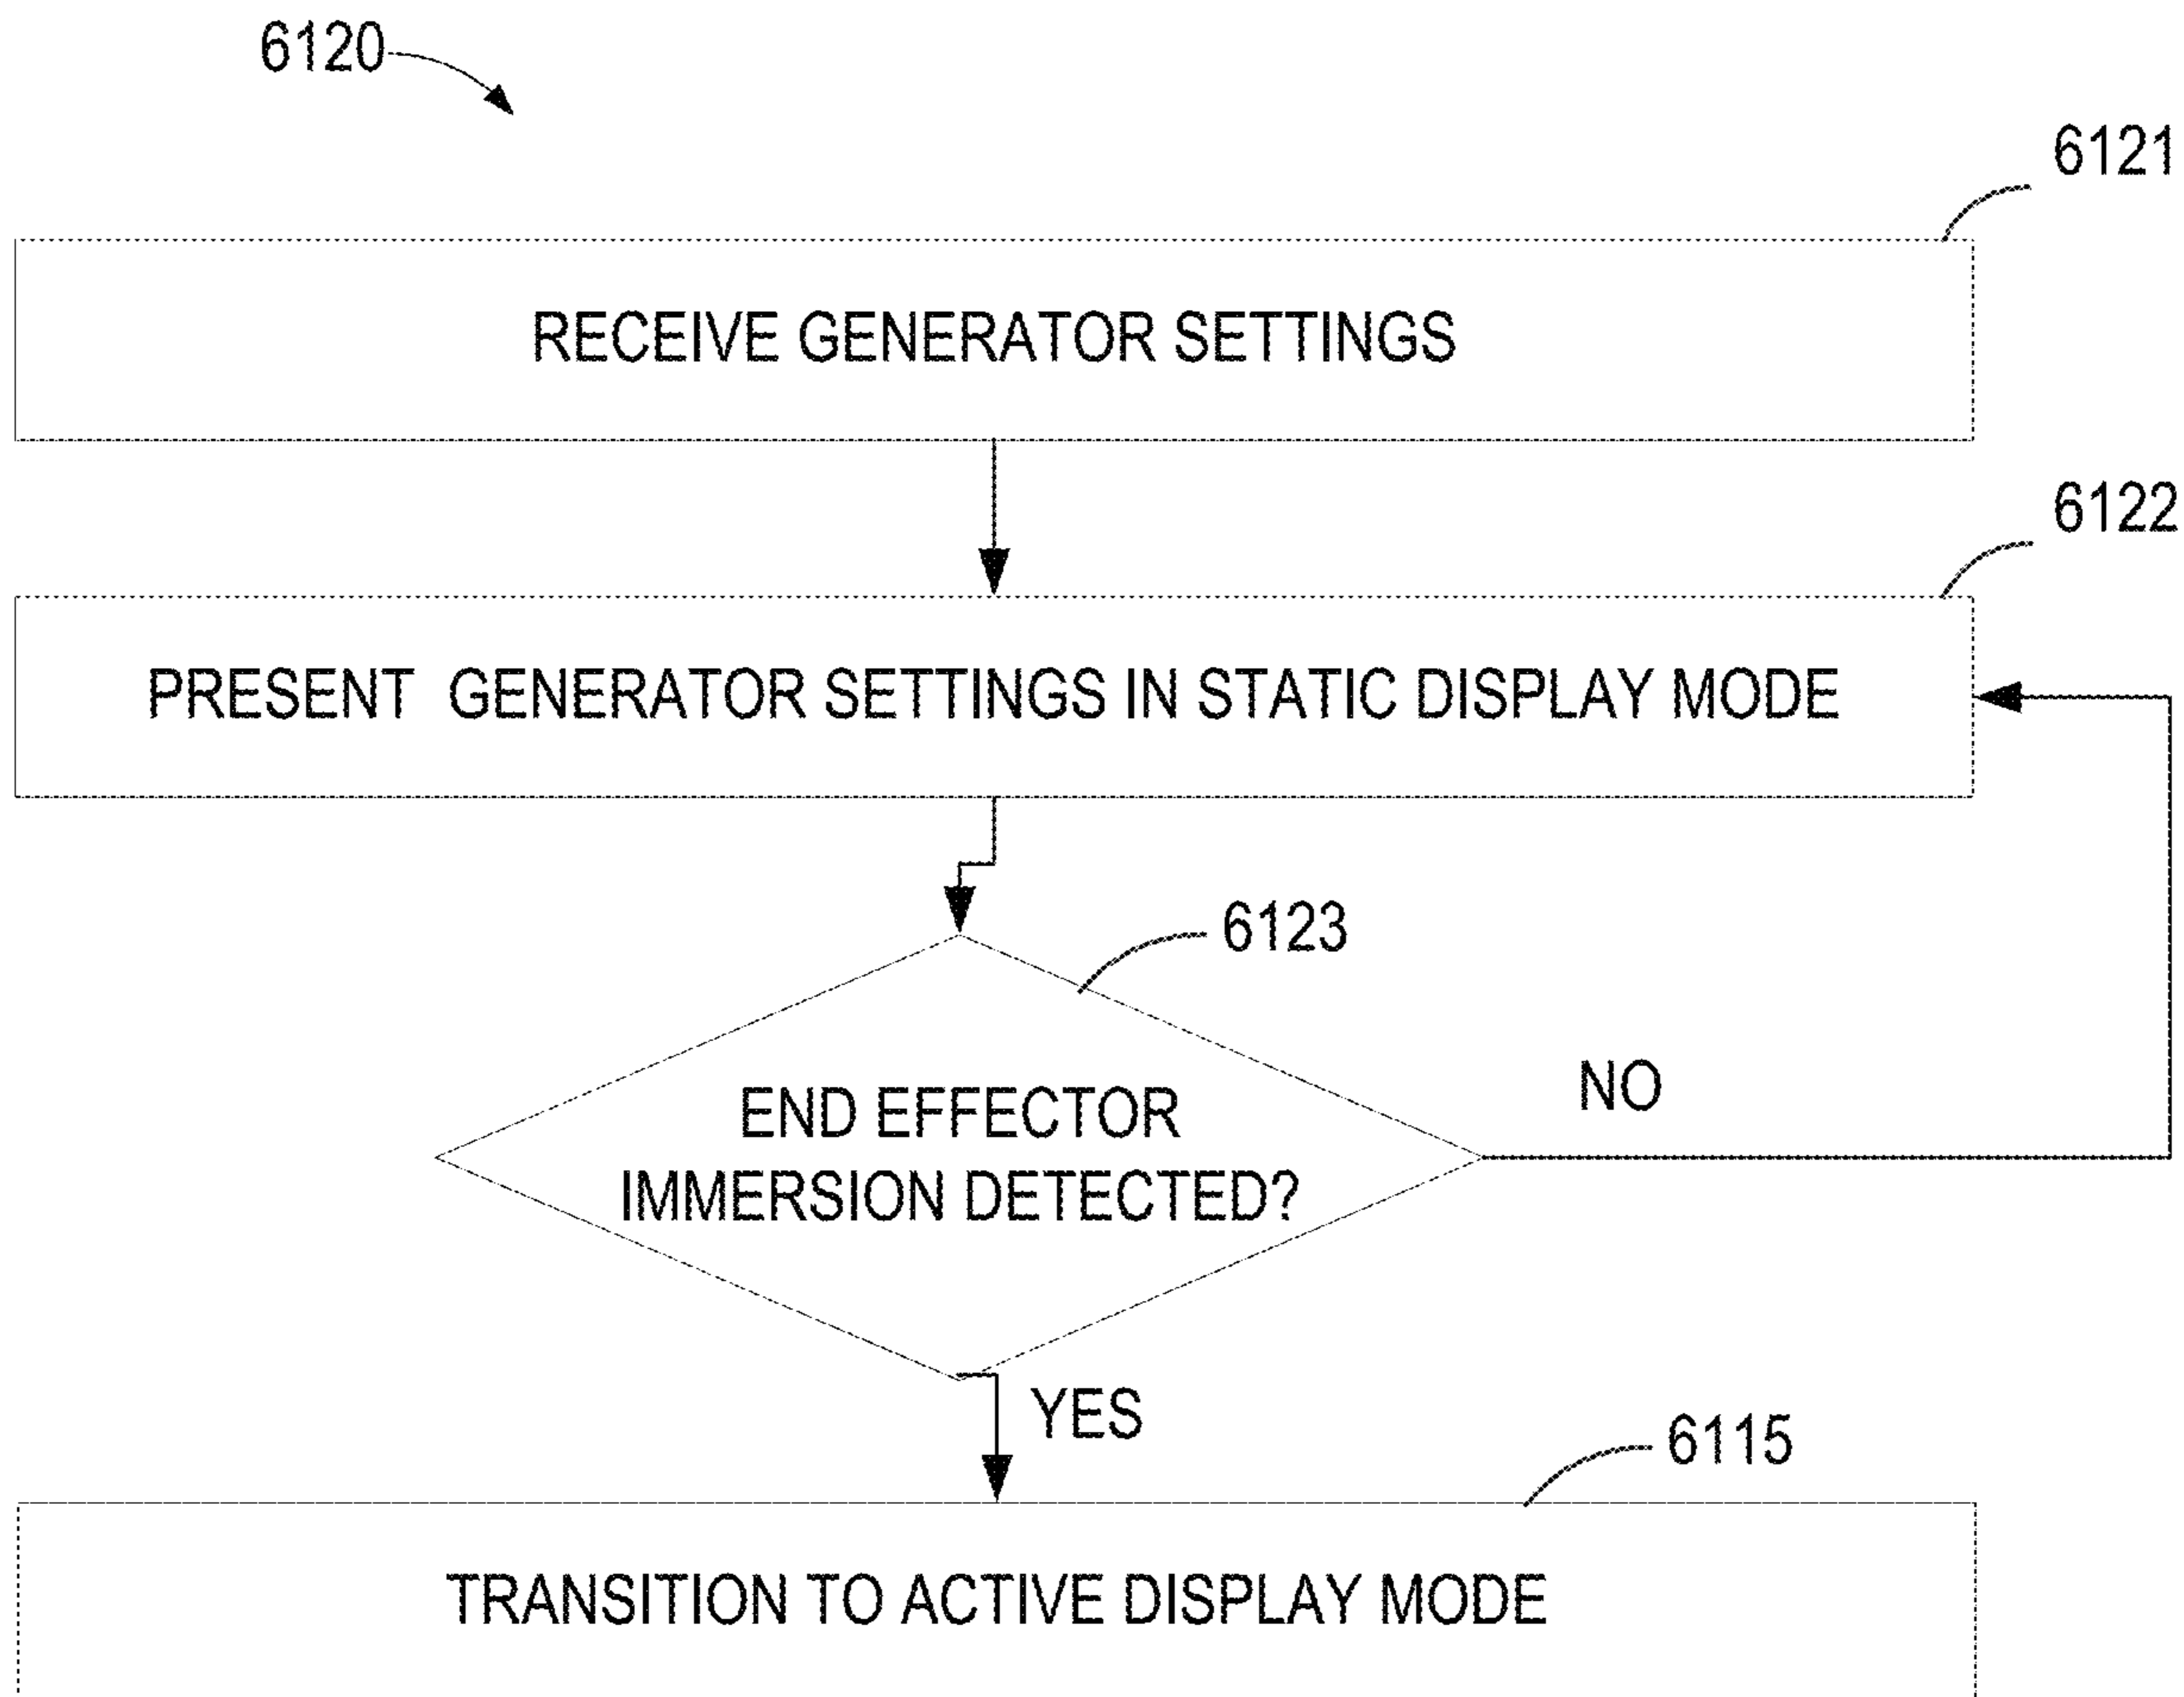 6120
6121
RECEIVE GENERATOR SETTINGS
6122
PRESENT GENERATOR SETTINGS IN STATIC DISPLAY MODE
6123
END EFFECTOR
IMMERSION DETECTED?
NO
YES
6115
TRANSITION TO ACTIVE DISPLAY MODE